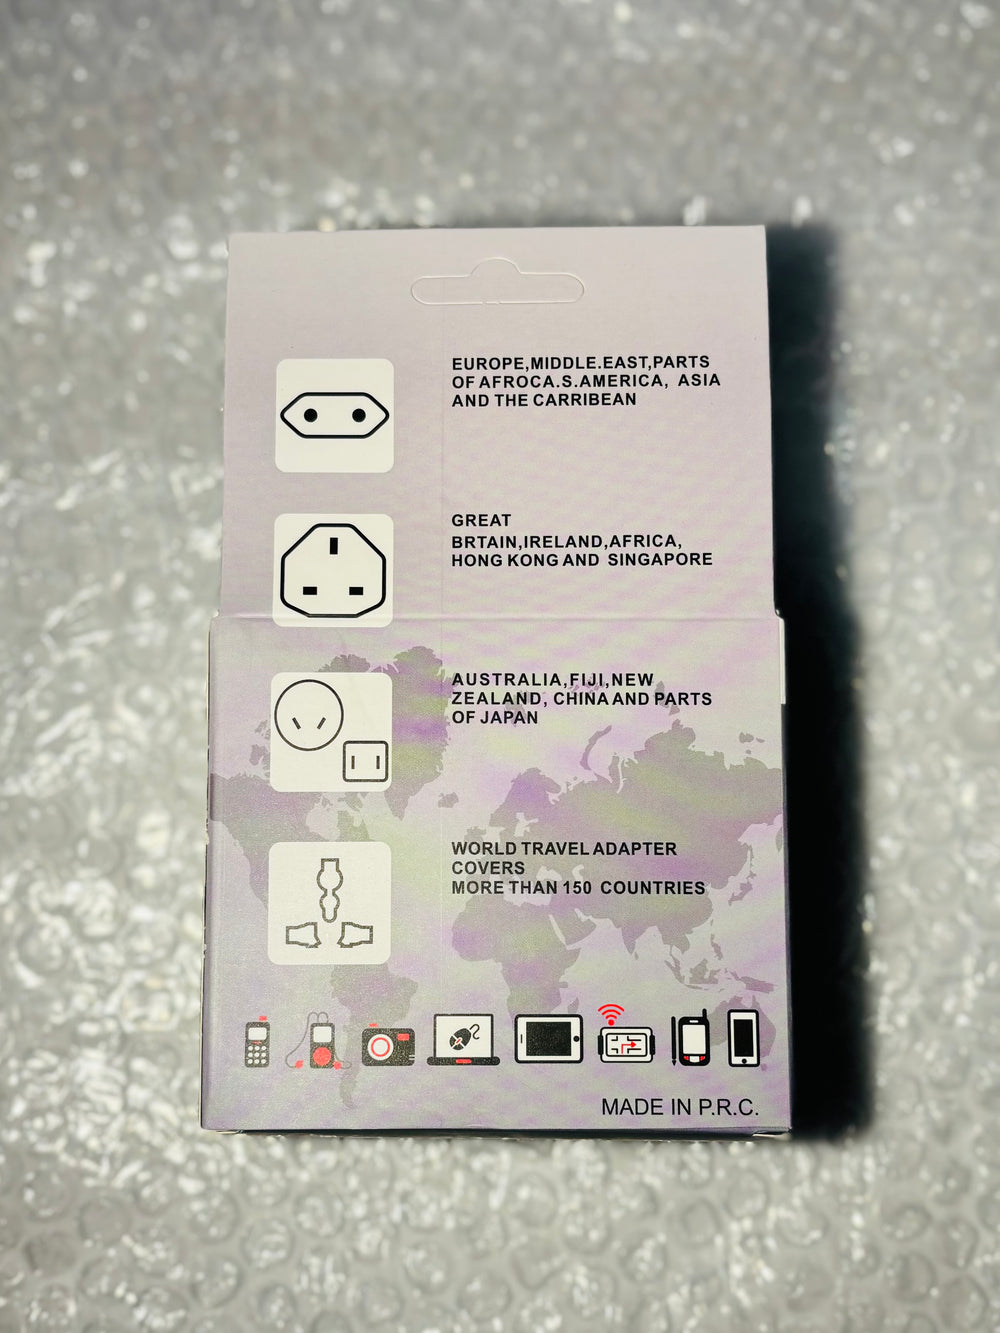 EUROPE,MIDDLE.EAST,PARTS
OF AFROCA.S.AMERICA, ASIA
AND THE CARRIBEAN
GREAT
BRTAIN,IRELAND,AFRICA,
HONG KONG AND SINGAPORE
AUSTRALIA,FIJI,NEW
ZEALAND, CHINA AND PARTS
OF JAPAN
WORLD TRAVEL ADAPTER
COVERS
MORE THAN 150 COUNTRIES
MADE IN P.R.C.